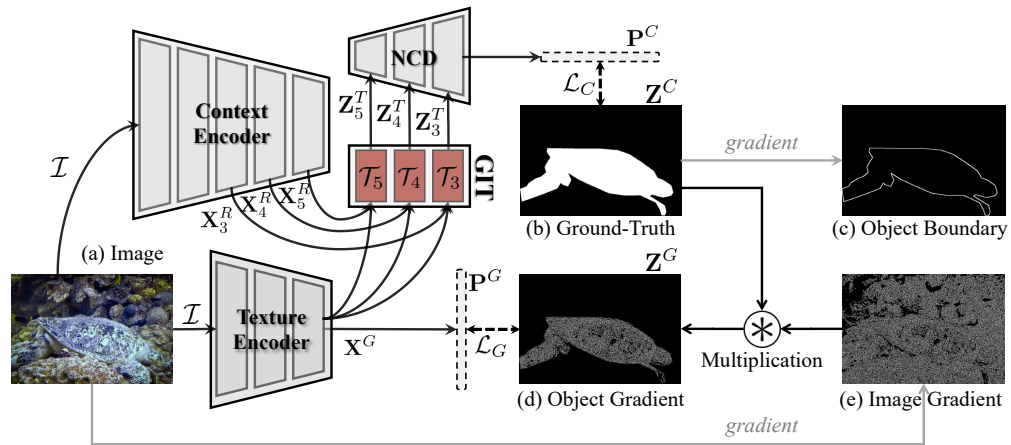 NCD
P^C
L_C
Z^C
Context
Encoder
Z_5^T
Z_4^T
Z_3^T
gradient
I
T_5
T_4
T_3
GIT
X_3^R
X_4^R
X_5^R
(a) Image
(b) Ground-Truth
(c) Object Boundary
Z^G
P^G
I
Texture
Encoder
X^G
L_G
Multiplication
(d) Object Gradient
(e) Image Gradient
gradient